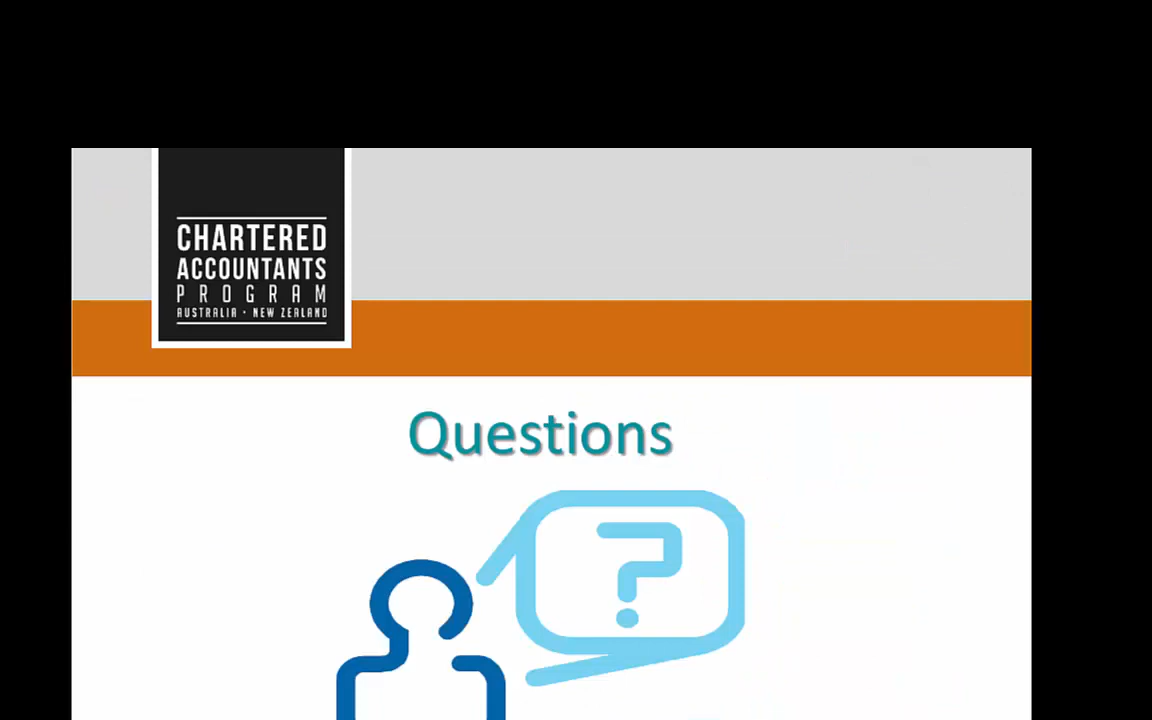 CHARTERED
ACCOUNTANTS
PROGRAM
AUSTRALIA • NEW ZEALAND
Questions
?